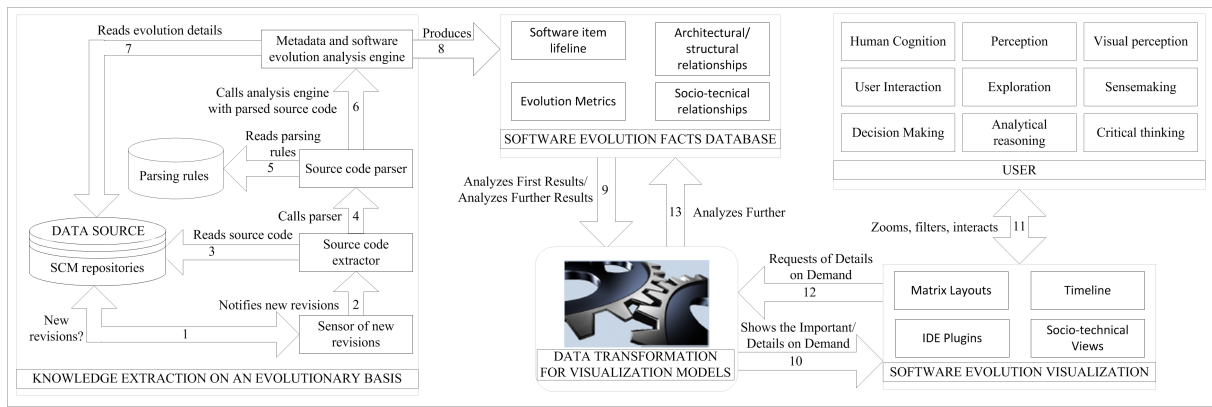 Reads evolution details
7
Metadata and software
evolution analysis engine
Produces
8
Calls analysis engine
with parsed source code
6
Reads parsing
rules
5
Parsing rules
Source code parser
Calls parser
4
DATA SOURCE
SCM repositories
Reads source code
3
Source code
extractor
Notifies new revisions
2
New
revisions?
1
Sensor of new
revisions
KNOWLEDGE EXTRACTION ON AN EVOLUTIONARY BASIS
Software item
lifeline
Architectural/
structural
relationships
Evolution Metrics
Socio-tecnical
relationships
SOFTWARE EVOLUTION FACTS DATABASE
Analyzes First Results/
Analyzes Further Results
9
13
Analyzes Further
DATA TRANSFORMATION
FOR VISUALIZATION MODELS
Requests of Details
on Demand
12
Shows the Important/
Details on Demand
10
Human Cognition
Perception
Visual perception
User Interaction
Exploration
Sensemaking
Decision Making
Analytical
reasoning
Critical thinking
USER
Zooms, filters, interacts
11
Matrix Layouts
Timeline
IDE Plugins
Socio-technical
Views
SOFTWARE EVOLUTION VISUALIZATION